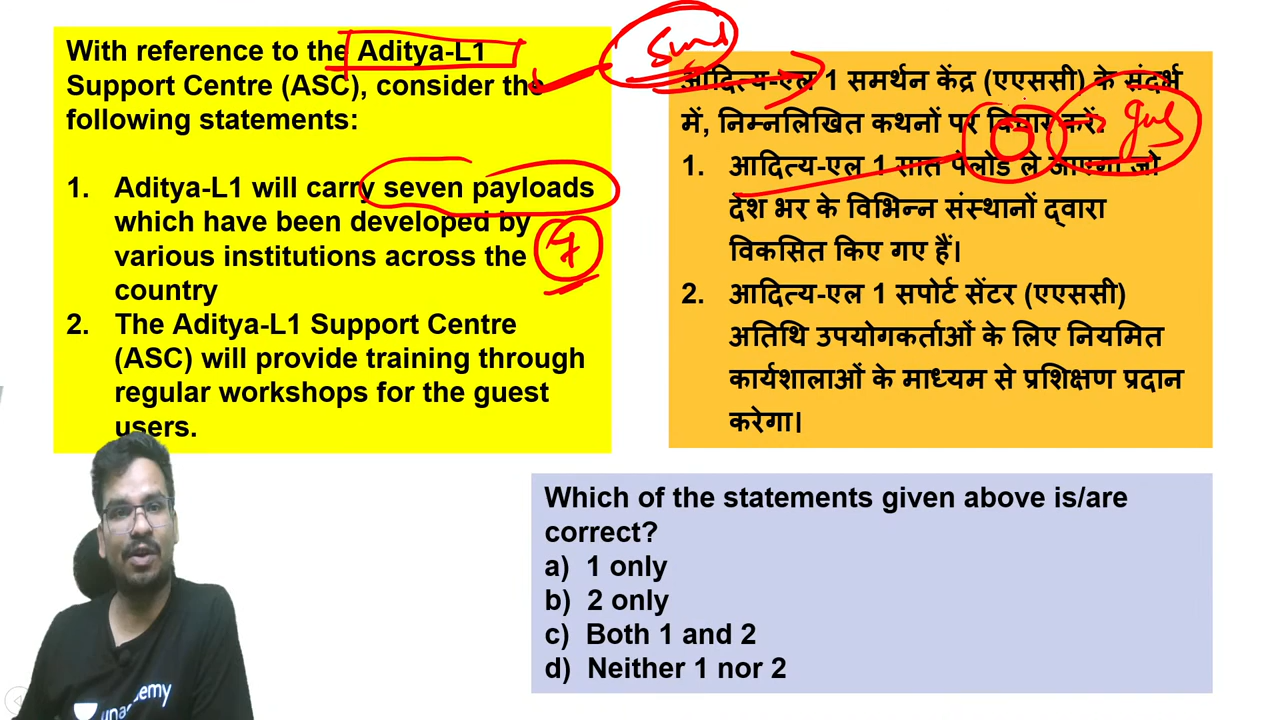 With reference to the Aditya-L1
Support Centre (ASC), consider the
following statements:
1. Aditya-L1 will carry seven payloads
which have been developed by
various institutions across the
country
2. The Aditya-L1 Support Centre
(ASC) will provide training through
regular workshops for the guest
users.
7
आदित्य-एल 1 समर्थन केंद्र (एएससी) के संदर्भ
में, निम्नलिखित कथनों पर विचार करें:
1. आदित्य-एल 1 सात पेलोड ले जाएगा जो
देश भर के विभिन्न संस्थानों द्वारा
विकसित किए गए हैं।
2. आदित्य-एल 1 सपोर्ट सेंटर (एएससी)
अतिथि उपयोगकर्ताओं के लिए नियमित
कार्यशालाओं के माध्यम से प्रशिक्षण प्रदान
करेगा।
Which of the statements given above is/are
correct?
a) 1 only
b) 2 only
c) Both 1 and 2
d) Neither 1 nor 2